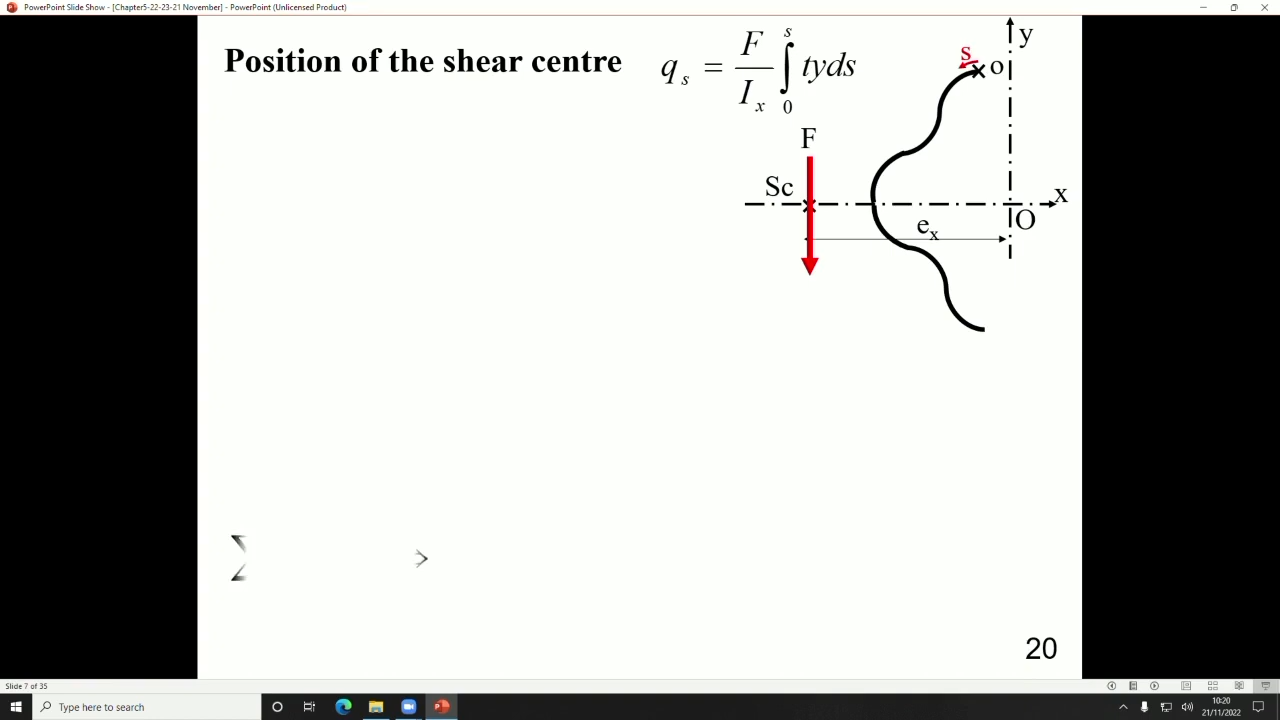 PowerPoint Slide Show - [Chapter5-22-23-21 November] - PowerPoint (Unlicensed Product)
Position of the shear centre
q_s = F/I_x ∫_0^s tyds
y
s
o
F
Sc
x
O
e_x
∑
20
Slide 7 of 35
Type here to search
10:20
21/11/2022